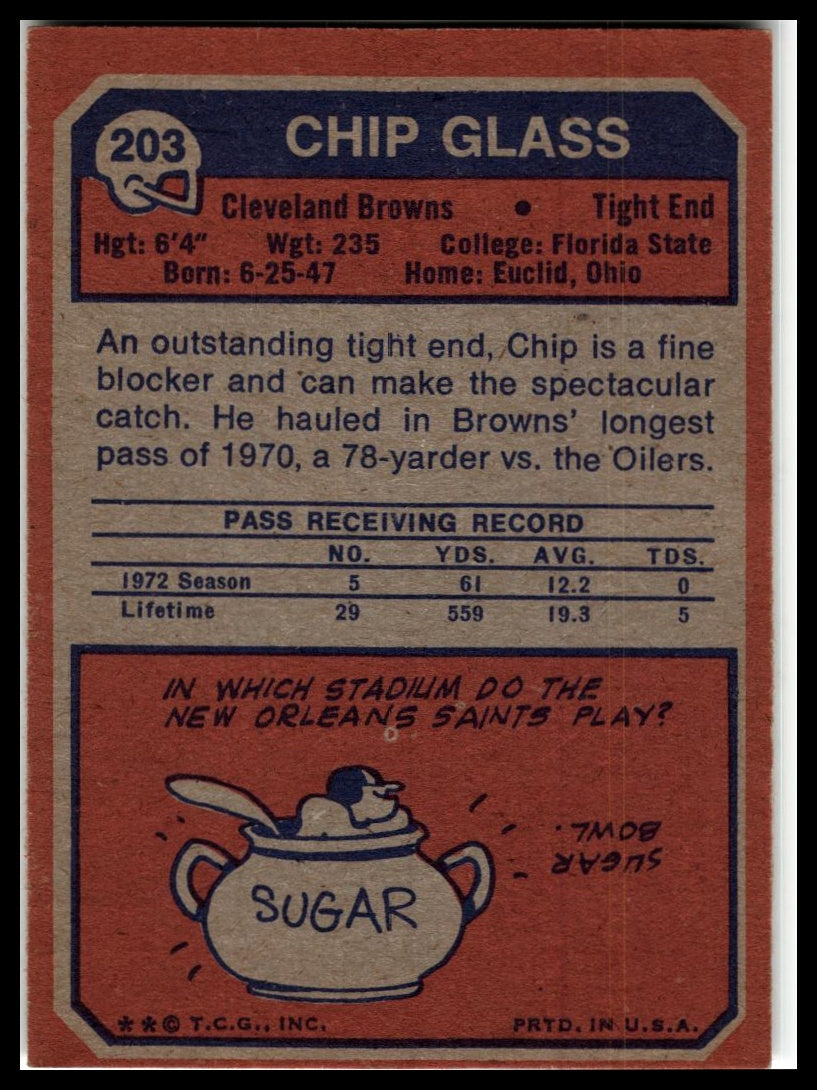 203
CHIP GLASS
Cleveland Browns • Tight End
Hgt: 6'4" Wgt: 235 College: Florida State
Born: 6-25-47 Home: Euclid, Ohio
An outstanding tight end, Chip is a fine
blocker and can make the spectacular
catch. He hauled in Browns' longest
pass of 1970, a 78-yarder vs. the Oilers.
PASS RECEIVING RECORD
NO. YDS. AVG. TDS.
1972 Season 5 61 12.2 0
Lifetime 29 559 19.3 5
IN WHICH STADIUM DO THE
NEW ORLEANS SAINTS PLAY?
SUGAR
BOWL.
SUGAR
**© T.C.G., INC. PRTD. IN U.S.A.